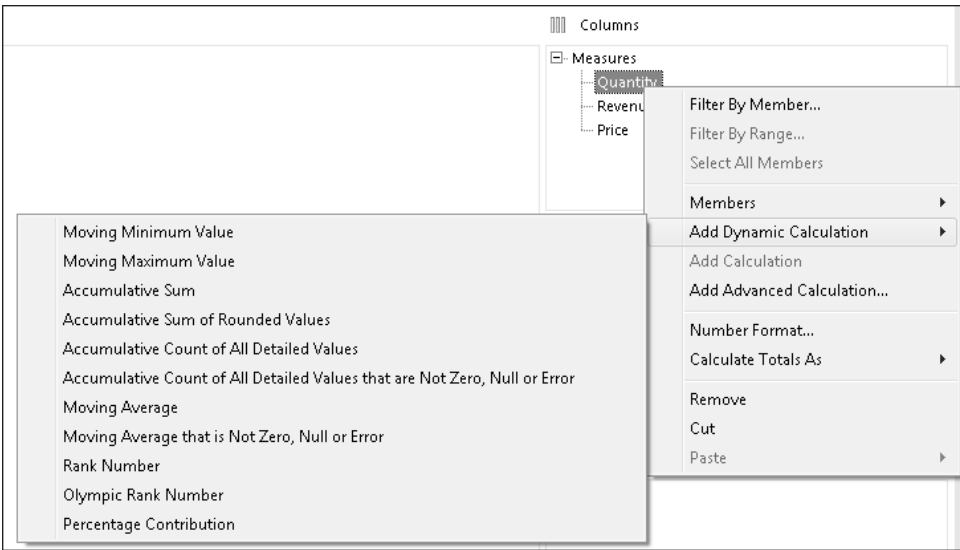 Columns
Measures
Quantity
Revenu
Price
Filter By Member...
Filter By Range...
Select All Members
Members
Add Dynamic Calculation
Add Calculation
Add Advanced Calculation...
Number Format...
Calculate Totals As
Remove
Cut
Paste
Moving Minimum Value
Moving Maximum Value
Accumulative Sum
Accumulative Sum of Rounded Values
Accumulative Count of All Detailed Values
Accumulative Count of All Detailed Values that are Not Zero, Null or Error
Moving Average
Moving Average that is Not Zero, Null or Error
Rank Number
Olympic Rank Number
Percentage Contribution